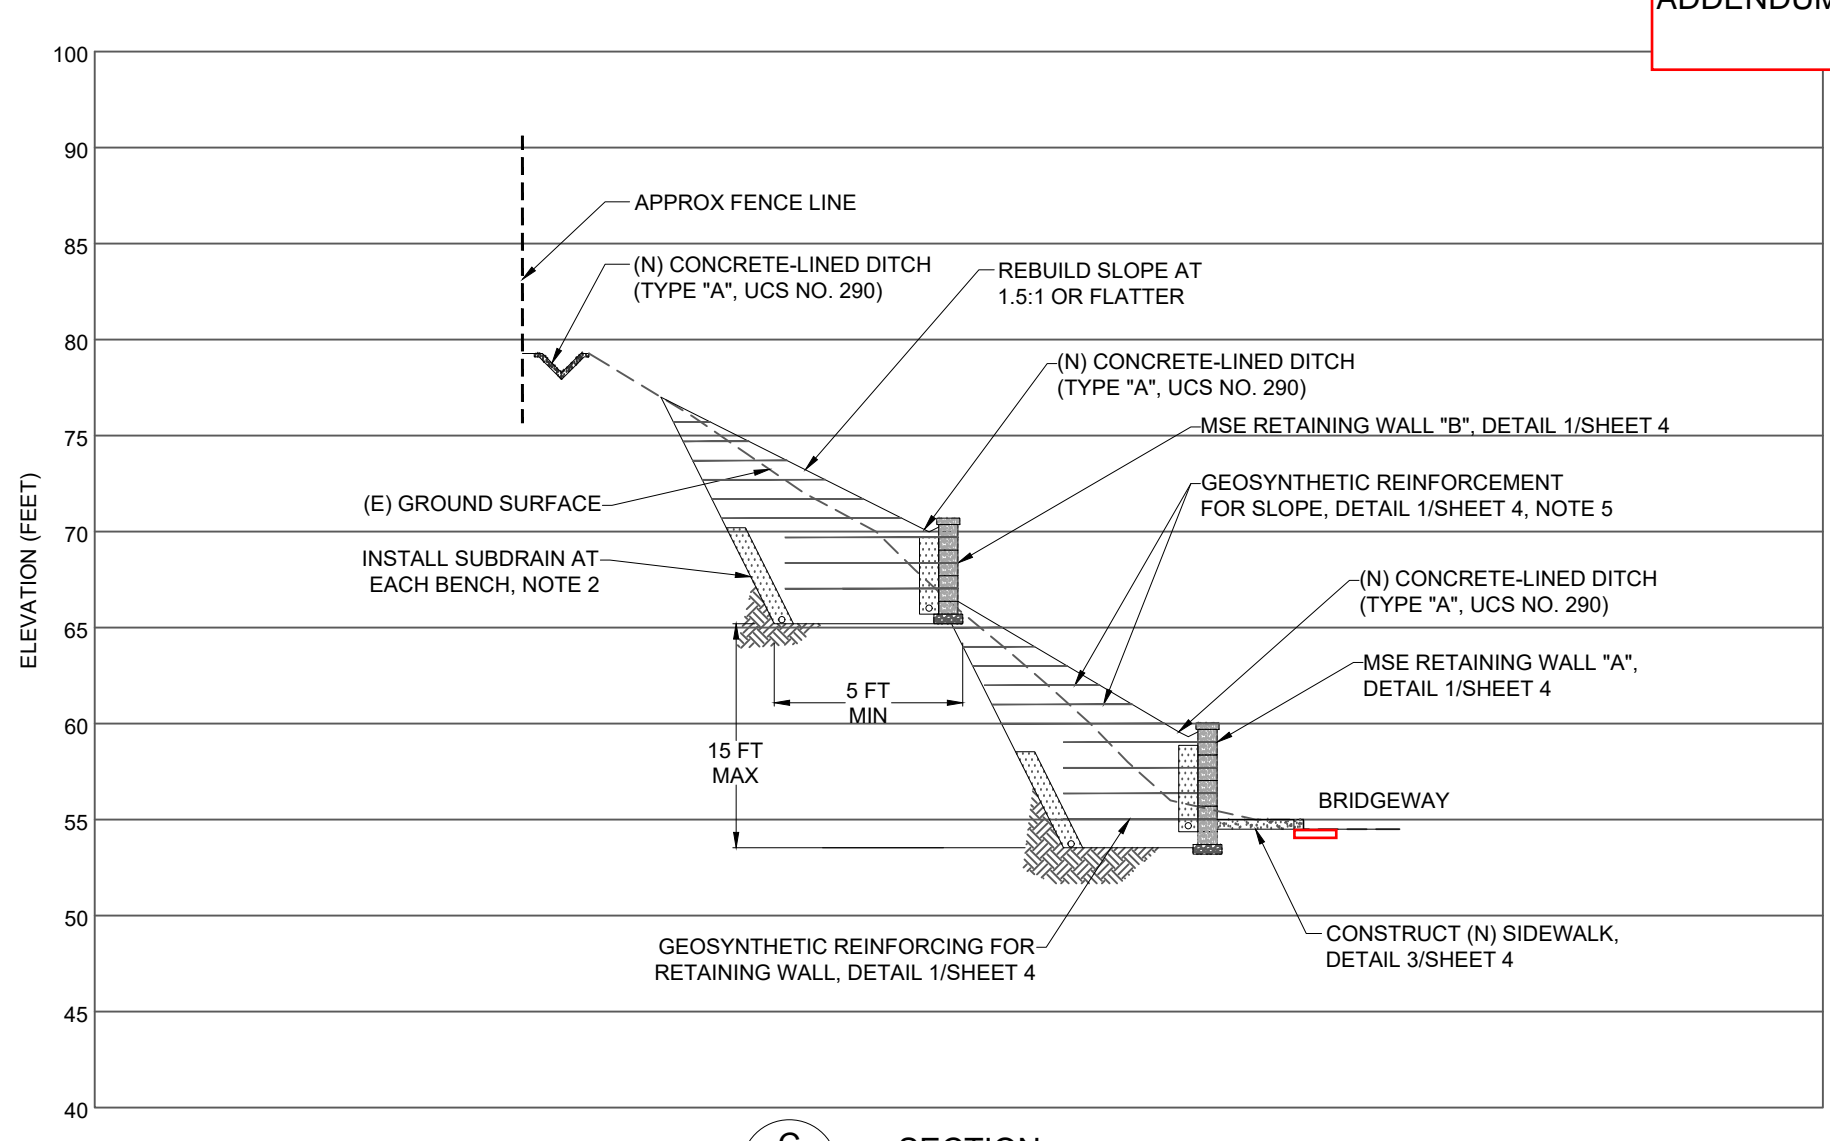 ADDENDUM
100
90
85
80
75
70
65
60
55
50
45
40
ELEVATION (FEET)
APPROX FENCE LINE
(N) CONCRETE-LINED DITCH
(TYPE "A", UCS NO. 290)
REBUILD SLOPE AT
1.5:1 OR FLATTER
(N) CONCRETE-LINED DITCH
(TYPE "A", UCS NO. 290)
MSE RETAINING WALL "B", DETAIL 1/SHEET 4
GEOSYNTHETIC REINFORCEMENT
FOR SLOPE, DETAIL 1/SHEET 4, NOTE 5
(E) GROUND SURFACE
INSTALL SUBDRAIN AT
EACH BENCH, NOTE 2
(N) CONCRETE-LINED DITCH
(TYPE "A", UCS NO. 290)
MSE RETAINING WALL "A",
DETAIL 1/SHEET 4
5 FT
MIN
15 FT
MAX
BRIDGEWAY
GEOSYNTHETIC REINFORCING FOR
RETAINING WALL, DETAIL 1/SHEET 4
CONSTRUCT (N) SIDEWALK,
DETAIL 3/SHEET 4
SECTION